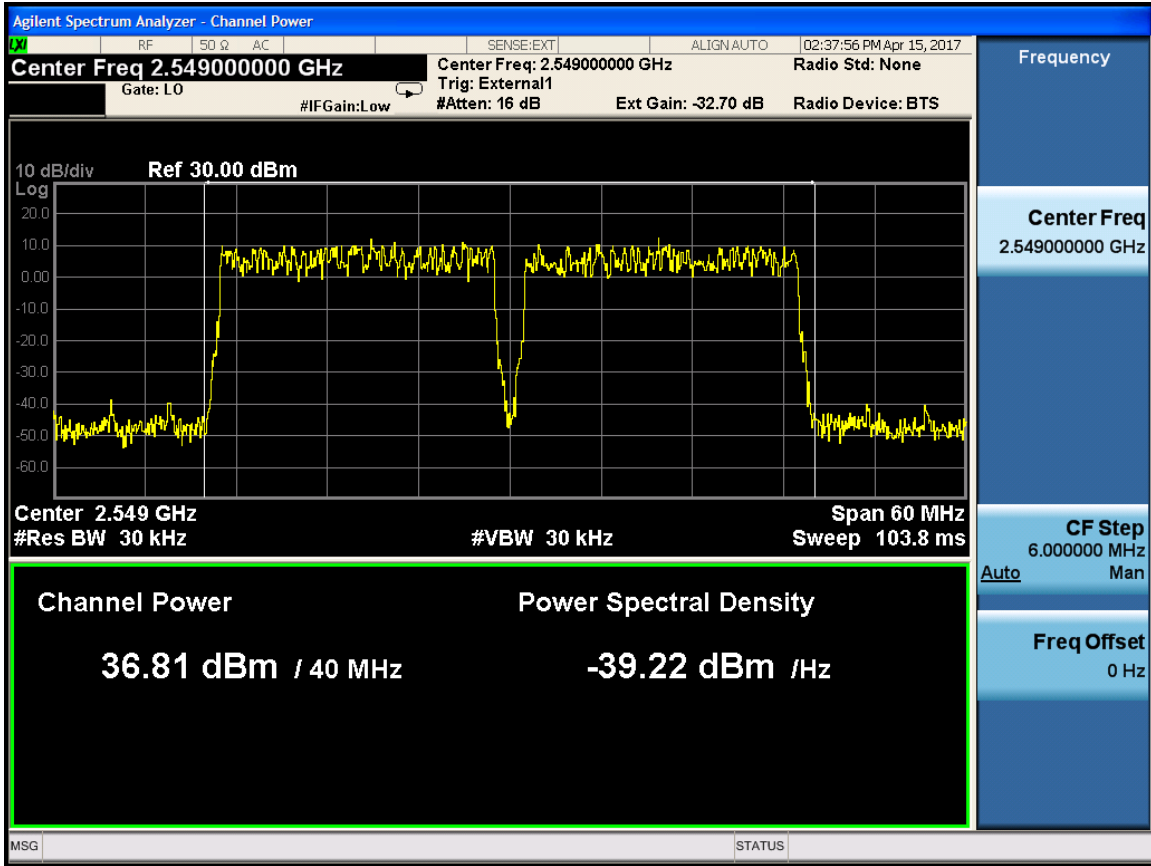 Agilent Spectrum Analyzer - Channel Power
LXI RF 50 Ω AC SENSE:EXT ALIGN AUTO 02:37:56 PM Apr 15, 2017
Center Freq 2.549000000 GHz
Gate: LO
#IFGain:Low
Center Freq: 2.549000000 GHz
Trig: External1
#Atten: 16 dB Ext Gain: -32.70 dB
Radio Std: None
Radio Device: BTS
10 dB/div Ref 30.00 dBm
Log
20.0
10.0
0.00
-10.0
-20.0
-30.0
-40.0
-50.0
-60.0
Center 2.549 GHz Span 60 MHz
#Res BW 30 kHz #VBW 30 kHz Sweep 103.8 ms
Channel Power Power Spectral Density
36.81 dBm / 40 MHz -39.22 dBm /Hz
Frequency
Center Freq
2.549000000 GHz
CF Step
6.000000 MHz
Auto Man
Freq Offset
0 Hz
MSG STATUS